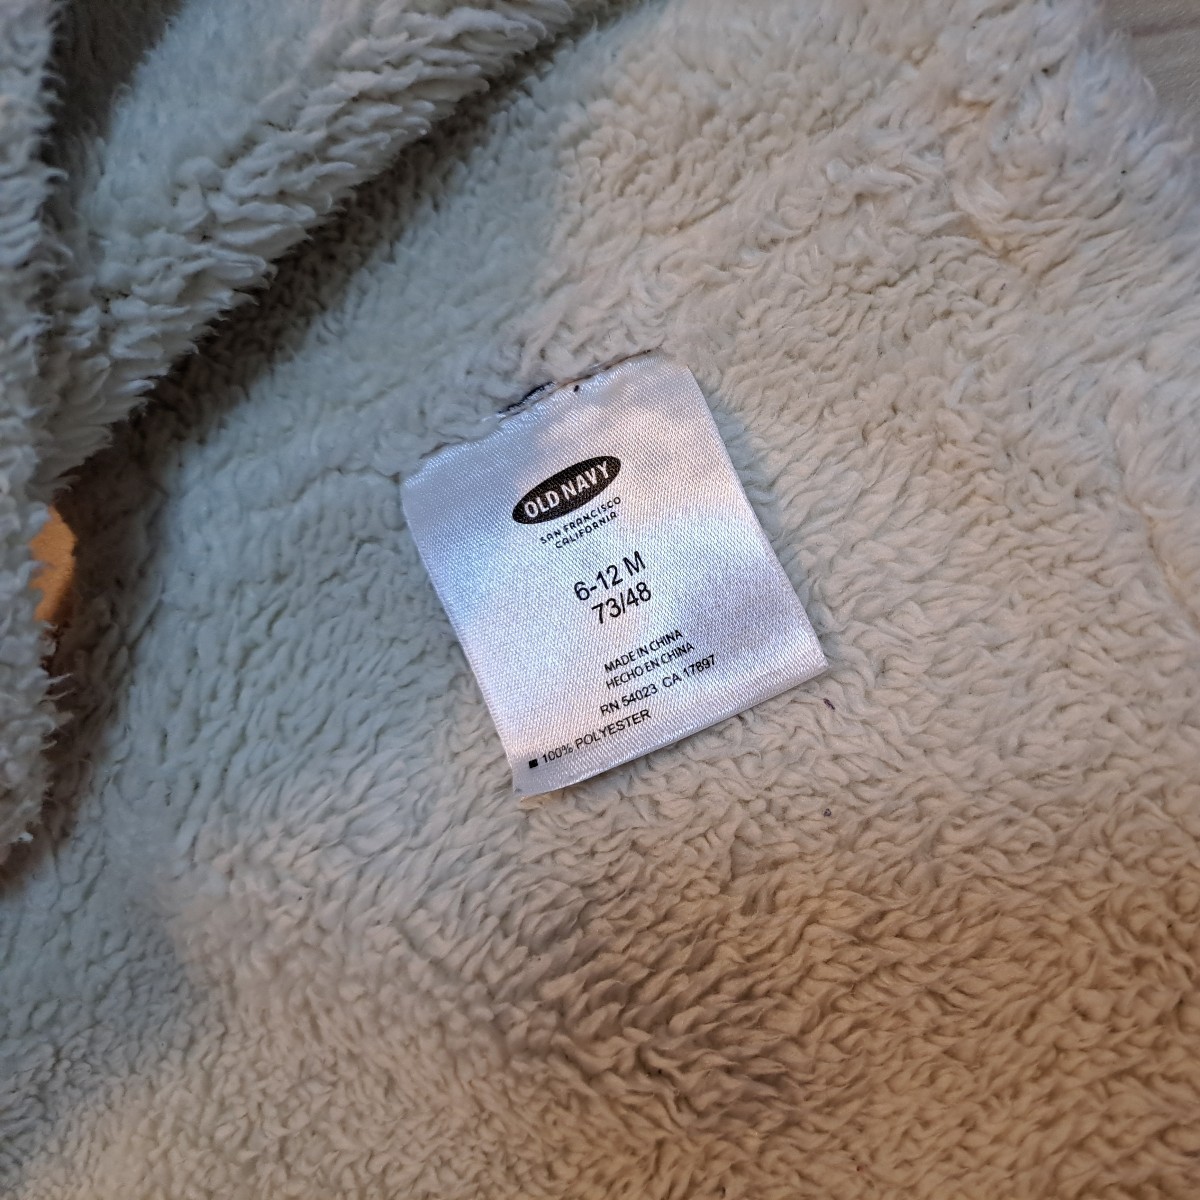 OLD NAVY
SAN FRANCISCO
CALIFORNIA
6-12 M
73/48
MADE IN CHINA
HECHO EN CHINA
RN 54023 CA 17897
■ 100% POLYESTER